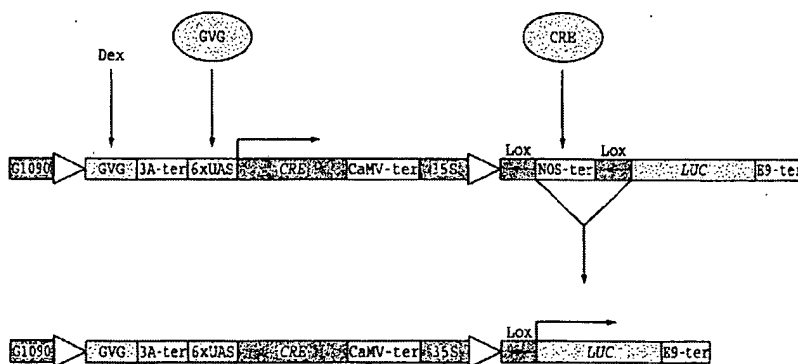 GVG
CRE
Dex
Lox
Lox
G1090 GVG 3A-ter 6xUAS CRE CaMV-ter 35S NOS-ter LUC E9-ter
Lox
G1090 GVG 3A-ter 6xUAS CRE CaMV-ter 35S LUC E9-ter